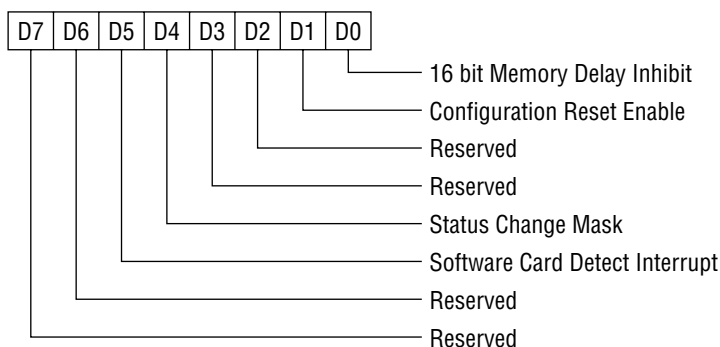 D7 D6 D5 D4 D3 D2 D1 D0
16 bit Memory Delay Inhibit
Configuration Reset Enable
Reserved
Reserved
Status Change Mask
Software Card Detect Interrupt
Reserved
Reserved